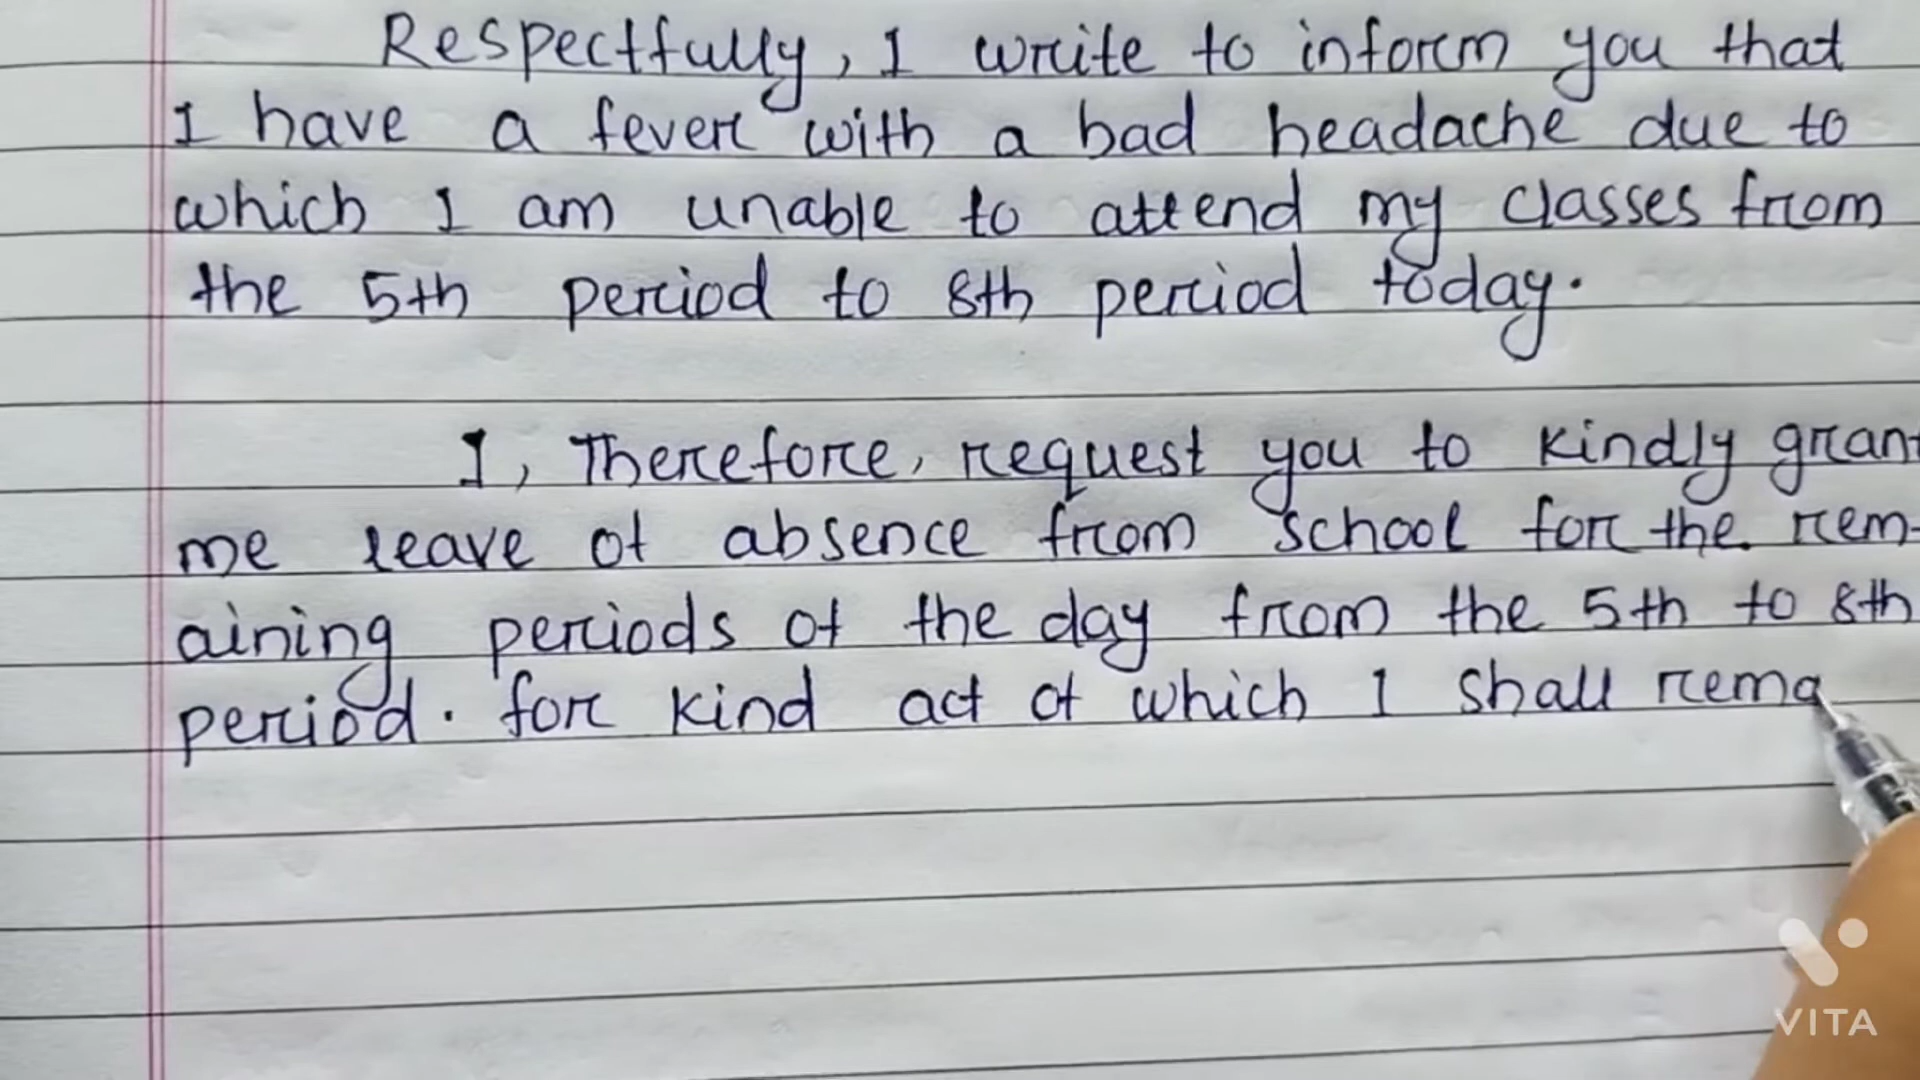 Respectfully, I write to inform you that
I have a fever with a bad headache due to
which I am unable to attend my classes from
the 5th period to 8th period today.
I, Therefore, request you to kindly grant
me leave of absence from school for the rem-
aining periods of the day from the 5th to 8th
period. for kind act of which I shall rema
VITA